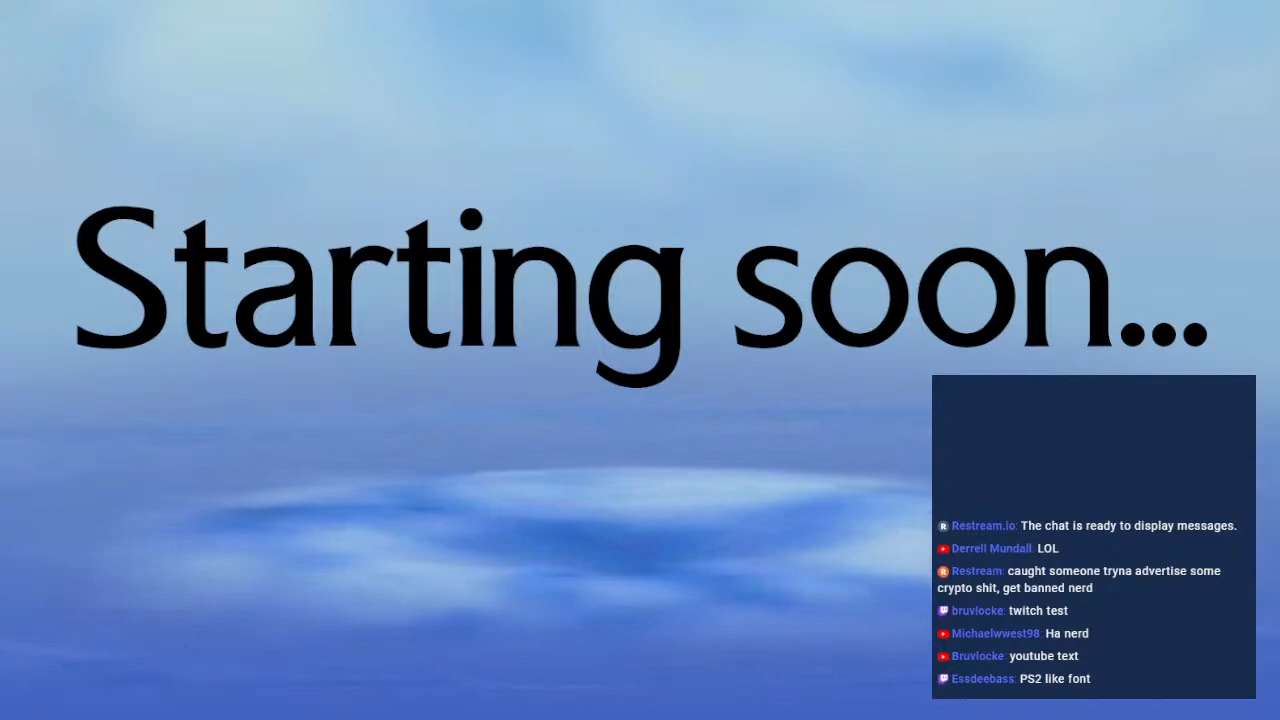 Starting soon...
Restream.io: The chat is ready to display messages.
Derrell Mundall: LOL
Restream: caught someone tryna advertise some
crypto shit, get banned nerd
bruvlocke: twitch test
Michaelwwest98: Ha nerd
Bruvlocke: youtube text
Essdeebass: PS2 like font